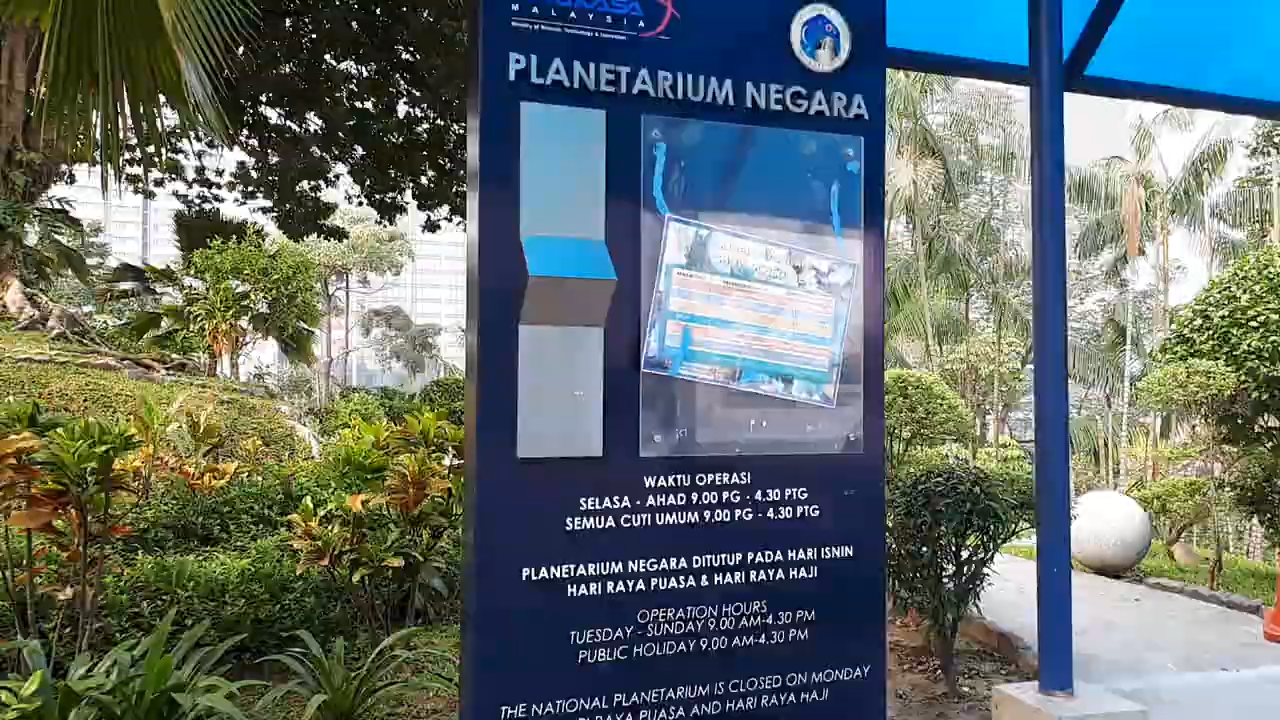 MALAYSIA
PLANETARIUM NEGARA
WAKTU OPERASI
SELASA - AHAD 9.00 PG - 4.30 PTG
SEMUA CUTI UMUM 9.00 PG - 4.30 PTG
PLANETARIUM NEGARA DITUTUP PADA HARI ISNIN
HARI RAYA PUASA & HARI RAYA HAJI
OPERATION HOURS
TUESDAY - SUNDAY 9.00 AM-4.30 PM
PUBLIC HOLIDAY 9.00 AM-4.30 PM
THE NATIONAL PLANETARIUM IS CLOSED ON MONDAY
RAYA PUASA AND HARI RAYA HAJI